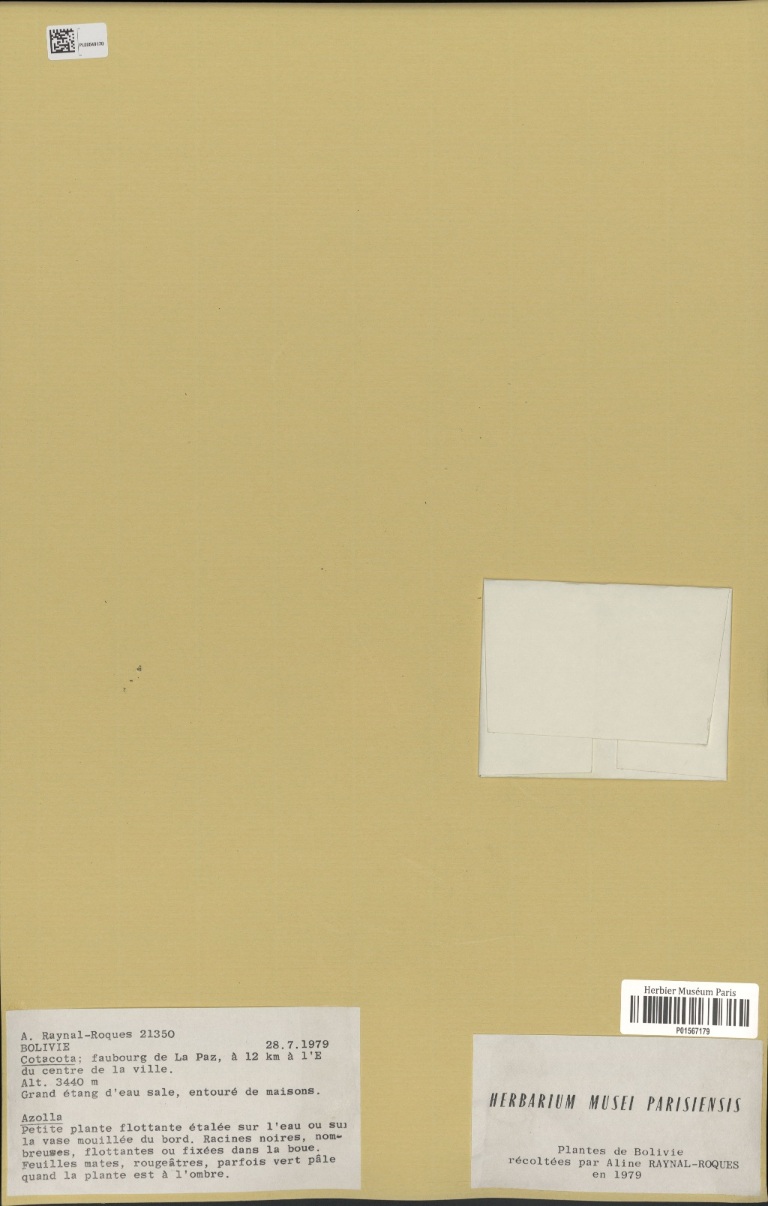 A. Raynal-Roques 21350
BOLIVIE 28.7.1979
Cotacota: faubourg de La Paz, à 12 km à l'E
du centre de la ville.
Alt. 3440 m
Grand étang d'eau sale, entouré de maisons.
Azolla
Petite plante flottante étalée sur l'eau ou sur
la vase mouillée du bord. Racines noires, nom-
breuses, flottantes ou fixées dans la boue.
Feuilles mates, rougeâtres, parfois vert pâle
quand la plante est à l'ombre.
Herbier Muséum Paris
P01567179
HERBARIUM MUSEI PARISIENSIS
Plantes de Bolivie
récoltées par Aline RAYNAL-ROQUES
en 1979